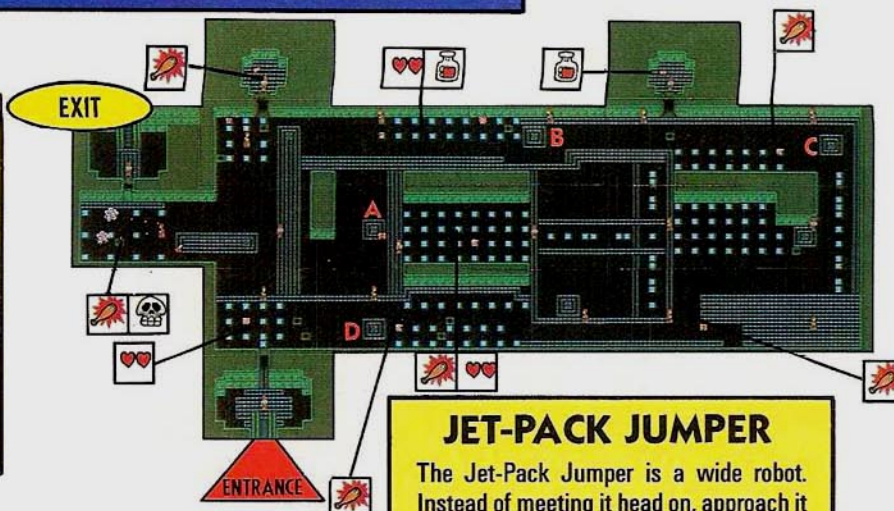 EXIT
B
C
A
D
ENTRANCE
JET-PACK JUMPER
The Jet-Pack Jumper is a wide robot.
Instead of meeting it head on, approach it